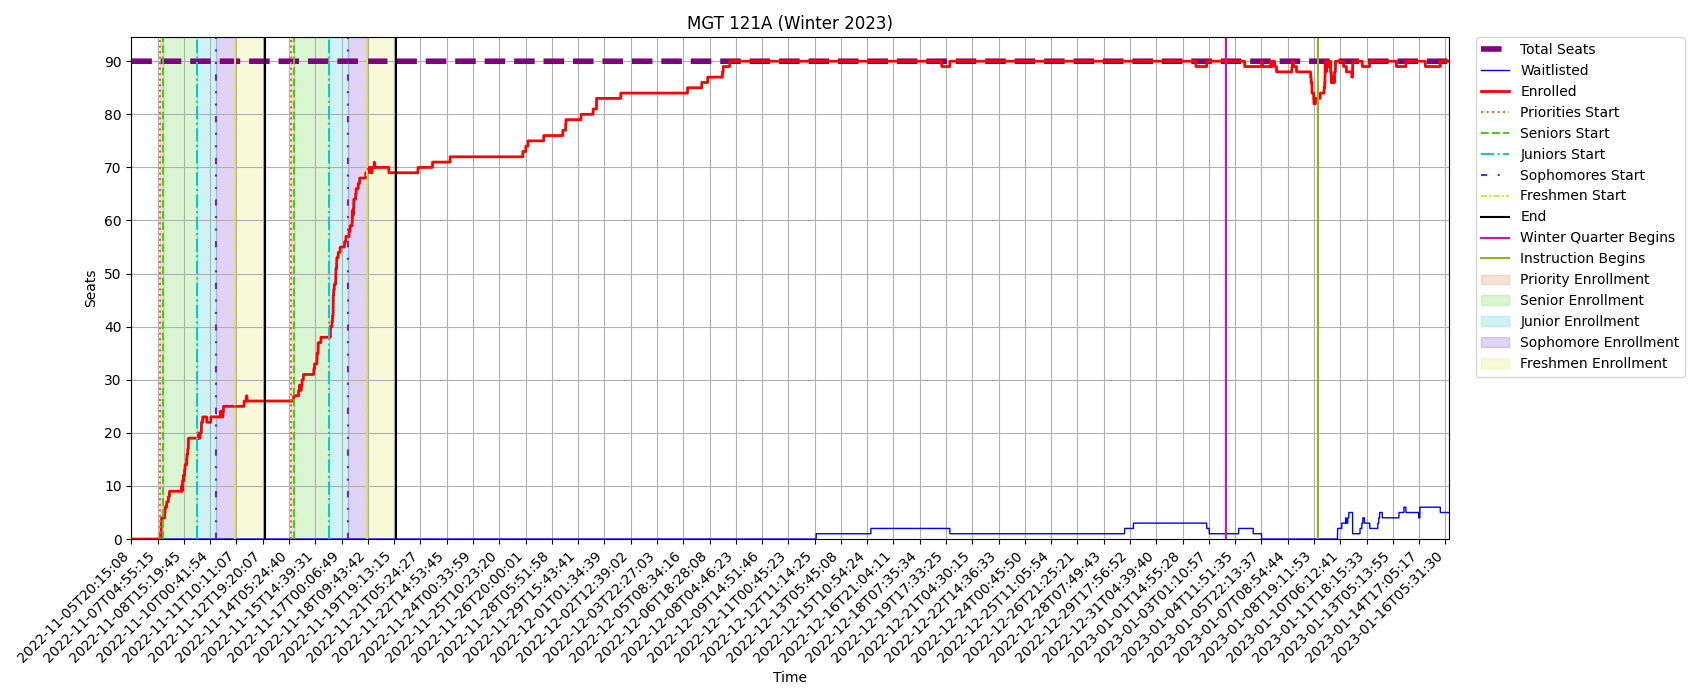 MGT 121A (Winter 2023)
Seats
90
80
70
60
50
40
30
20
10
0
2022-11-05T20:15:08
2022-11-07T04:55:15
2022-11-08T15:19:45
2022-11-10T00:41:54
2022-11-11T10:11:07
2022-11-12T19:20:07
2022-11-14T05:24:40
2022-11-15T14:39:31
2022-11-17T00:06:49
2022-11-18T09:43:42
2022-11-19T19:13:15
2022-11-21T05:24:27
2022-11-22T14:53:45
2022-11-24T00:33:59
2022-11-25T10:23:20
2022-11-26T20:00:01
2022-11-28T05:51:58
2022-11-29T15:43:41
2022-12-01T01:34:39
2022-12-02T12:39:02
2022-12-03T22:27:03
2022-12-05T08:34:16
2022-12-06T18:28:08
2022-12-08T04:46:23
2022-12-09T14:51:46
2022-12-11T00:45:23
2022-12-12T11:14:23
2022-12-13T05:45:08
2022-12-15T10:54:24
2022-12-16T21:04:11
2022-12-18T07:35:34
2022-12-19T17:33:25
2022-12-21T04:30:15
2022-12-22T14:36:33
2022-12-24T00:45:50
2022-12-25T11:05:54
2022-12-26T21:25:21
2022-12-28T07:49:43
2022-12-29T17:56:52
2022-12-31T04:39:40
2023-01-01T14:55:28
2023-01-03T01:10:57
2023-01-04T11:51:35
2023-01-05T22:13:37
2023-01-07T08:54:44
2023-01-08T19:11:53
2023-01-10T06:12:41
2023-01-11T18:15:33
2023-01-13T05:13:55
2023-01-14T17:05:17
2023-01-16T05:31:30
Time
Total Seats
Waitlisted
Enrolled
Priorities Start
Seniors Start
Juniors Start
Sophomores Start
Freshmen Start
End
Winter Quarter Begins
Instruction Begins
Priority Enrollment
Senior Enrollment
Junior Enrollment
Sophomore Enrollment
Freshmen Enrollment